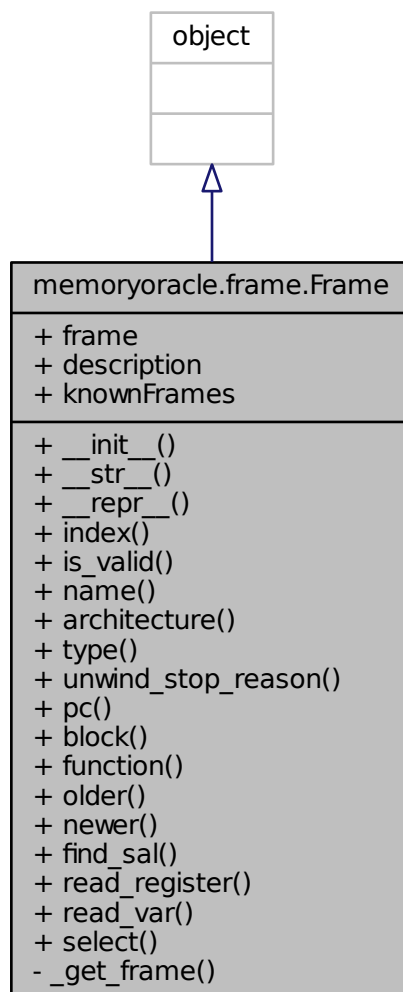 object
memoryoracle.frame.Frame
+ frame
+ description
+ knownFrames
+ __init__()
+ __str__()
+ __repr__()
+ index()
+ is_valid()
+ name()
+ architecture()
+ type()
+ unwind_stop_reason()
+ pc()
+ block()
+ function()
+ older()
+ newer()
+ find_sal()
+ read_register()
+ read_var()
+ select()
- _get_frame()